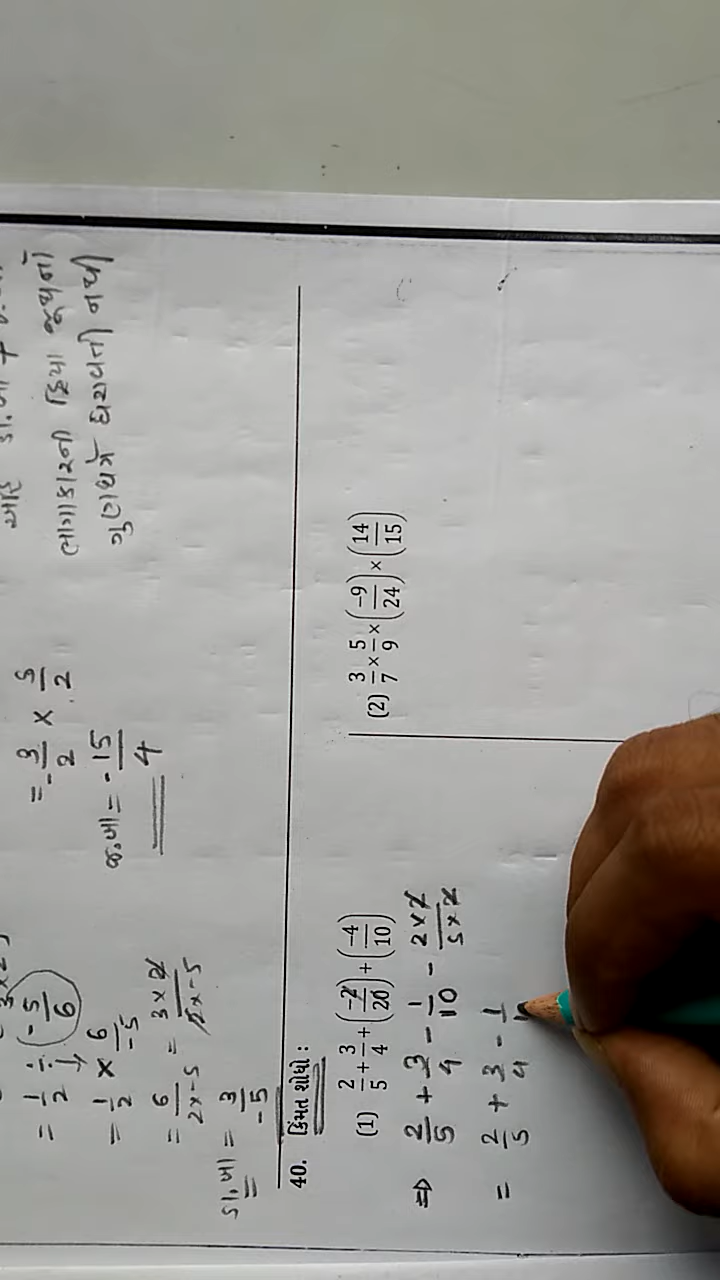 ભાગાકારની ક્રિયા જૂથનો
ગુણધર્મ ધરાવતી નથી
= -3/2 × 5/2
જ.બા = -15/4
= 1/2 ÷ (-5/6)
= 1/2 × 6/-5
= 6/2×-5 = 3×2/2×-5
ડા.બા = 3/-5
40. કિંમત શોધો :
(1) 2/5 + 3/4 + (-2/20) + (-4/10)
(2) 3/7 × 5/9 × (-9/24) × (14/15)
⇒ 2/5 + 3/4 - 1/10 - 2×2/5×2
= 2/5 + 3/4 - 1/1